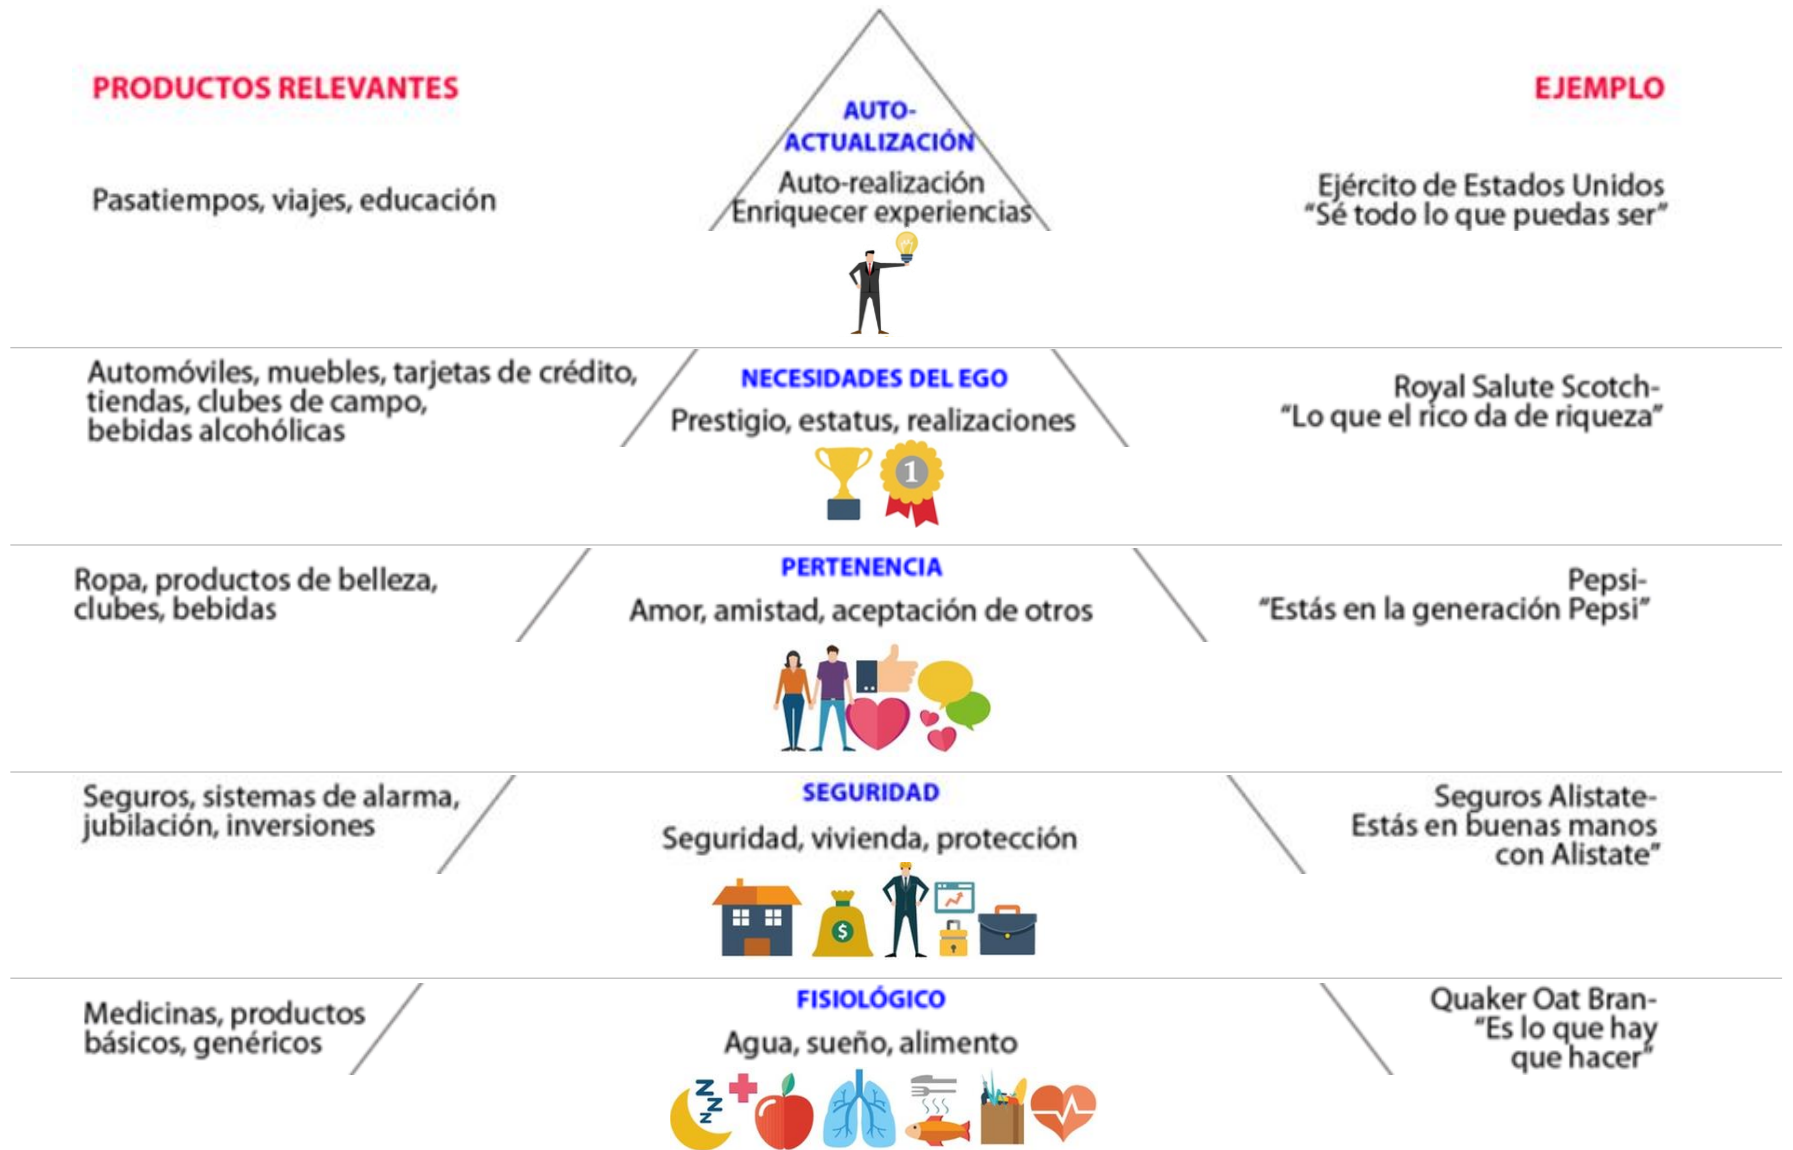 PRODUCTOS RELEVANTES
EJEMPLO
AUTO-
ACTUALIZACIÓN
Pasatiempos, viajes, educación
Auto-realización
Enriquecer experiencias
Ejército de Estados Unidos
“Sé todo lo que puedas ser”
Automóviles, muebles, tarjetas de crédito,
tiendas, clubes de campo,
bebidas alcohólicas
NECESIDADES DEL EGO
Prestigio, estatus, realizaciones
1
Royal Salute Scotch-
“Lo que el rico da de riqueza”
Ropa, productos de belleza,
clubes, bebidas
PERTENENCIA
Amor, amistad, aceptación de otros
Pepsi-
“Estás en la generación Pepsi”
Seguros, sistemas de alarma,
jubilación, inversiones
SEGURIDAD
Seguridad, vivienda, protección
$
Seguros Alistate-
Estás en buenas manos
con Alistate”
Medicinas, productos
básicos, genéricos
FISIOLÓGICO
Agua, sueño, alimento
Z
Z
Z
Quaker Oat Bran-
“Es lo que hay
que hacer”